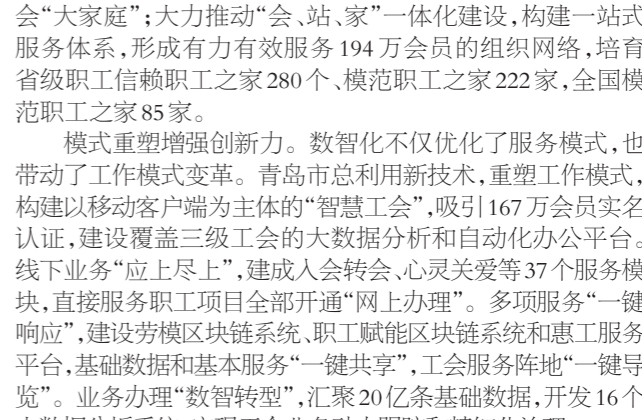 会“大家庭”;大力推动“会、站、家”一体化建设,构建一站式
服务体系,形成有力有效服务194万会员的组织网络,培育
省级职工信赖职工之家280个、模范职工之家222家,全国模
范职工之家85家。
模式重塑增强创新力。数智化不仅优化了服务模式,也
带动了工作模式变革。青岛市总利用新技术,重塑工作模式,
构建以移动客户端为主体的“智慧工会”,吸引167万会员实名
认证,建设覆盖三级工会的大数据分析和自动化办公平台。
线下业务“应上尽上”,建成入会转会、心灵关爱等37个服务模
块,直接服务职工项目全部开通“网上办理”。多项服务“一键
响应”,建设劳模区块链系统、职工赋能区块链系统和惠工服务
平台,基础数据和基本服务“一键共享”,工会服务阵地“一键导
览”。业务办理“数智转型”,汇聚20亿条基础数据,开发16个